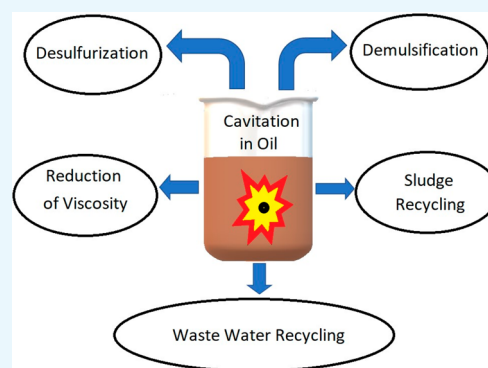 Desulfurization
Demulsification
Cavitation
in Oil
Reduction
of Viscosity
Sludge
Recycling
Waste Water Recycling